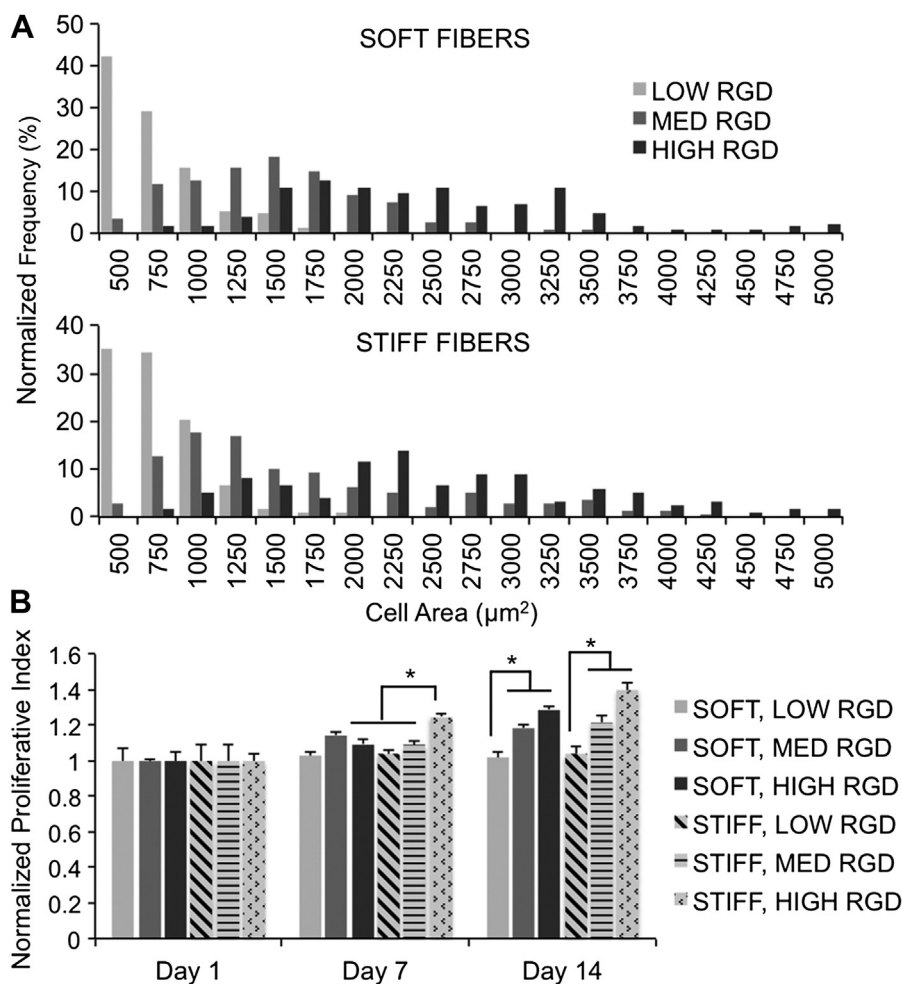 A
SOFT FIBERS
50
40
30
20
10
0
LOW RGD
MED RGD
HIGH RGD
500 750 1000 1250 1500 1750 2000 2250 2500 2750 3000 3250 3500 3750 4000 4250 4500 4750 5000
Normalized Frequency (%)
STIFF FIBERS
40
30
20
10
0
500 750 1000 1250 1500 1750 2000 2250 2500 2750 3000 3250 3500 3750 4000 4250 4500 4750 5000
Cell Area (µm²)
B
Normalized Proliferative Index
1.6
1.4
1.2
1
0.8
0.6
0.4
0.2
0
* * *
Day 1 Day 7 Day 14
SOFT, LOW RGD
SOFT, MED RGD
SOFT, HIGH RGD
STIFF, LOW RGD
STIFF, MED RGD
STIFF, HIGH RGD